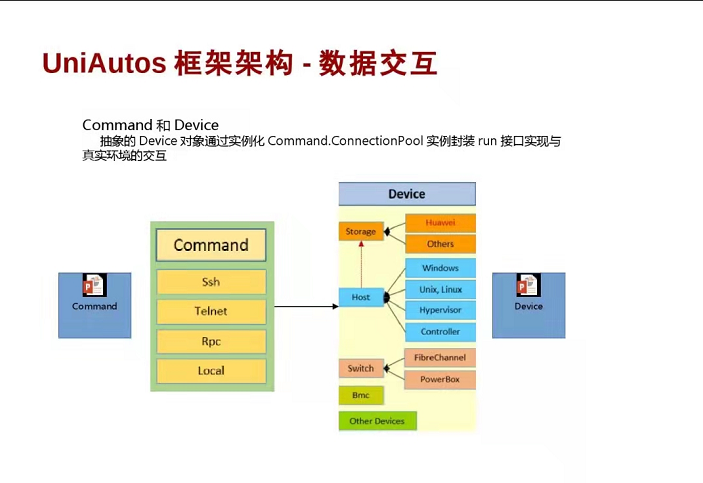 UniAutos 框架架构 - 数据交互
Command 和 Device
抽象的 Device 对象通过实例化 Command.ConnectionPool 实例封装 run 接口实现与
真实环境的交互
Device
Command
Ssh
Telnet
Rpc
Local
Storage
Huawei
Others
Host
Windows
Unix, Linux
Hypervisor
Controller
Switch
FibreChannel
PowerBox
Bmc
Other Devices
P
Command
P
Device